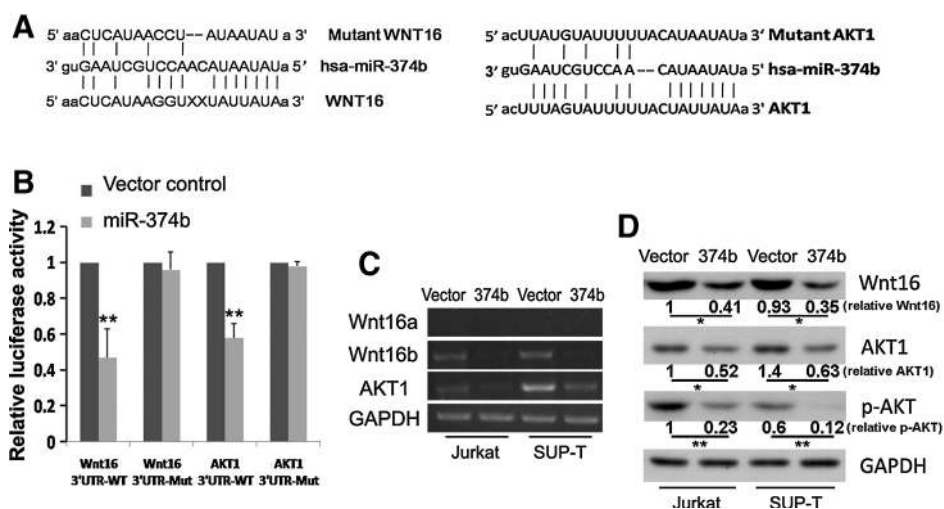 A
5' aaCUCAUAACCU--AUAAUAU a 3' Mutant WNT16
3' guGAAUCGUCCAACAUAAUAUa 5' hsa-miR-374b
5' aaCUCAUAAGGUXXUAUUAUAa 3' WNT16
5' acUUAUGUAUUUUUACAUAAUAUa 3' Mutant AKT1
3' guGAAUCGUCCAA--CAUAAUAUa 5' hsa-miR-374b
5' acUUUAGUAUUUUUACUAUUAUAa 3' AKT1
B
Vector control
miR-374b
Relative luciferase activity
1.2
1
0.8
0.6
0.4
0.2
0
**
**
Wnt16 3'UTR-WT
Wnt16 3'UTR-Mut
AKT1 3'UTR-WT
AKT1 3'UTR-Mut
C
Vector 374b Vector 374b
Wnt16a
Wnt16b
AKT1
GAPDH
Jurkat SUP-T
D
Vector 374b Vector 374b
Wnt16
1 0.41 0.93 0.35 (relative Wnt16)
* *
AKT1
1 0.52 1.4 0.63 (relative AKT1)
* *
p-AKT
1 0.23 0.6 0.12 (relative p-AKT)
** **
GAPDH
Jurkat SUP-T